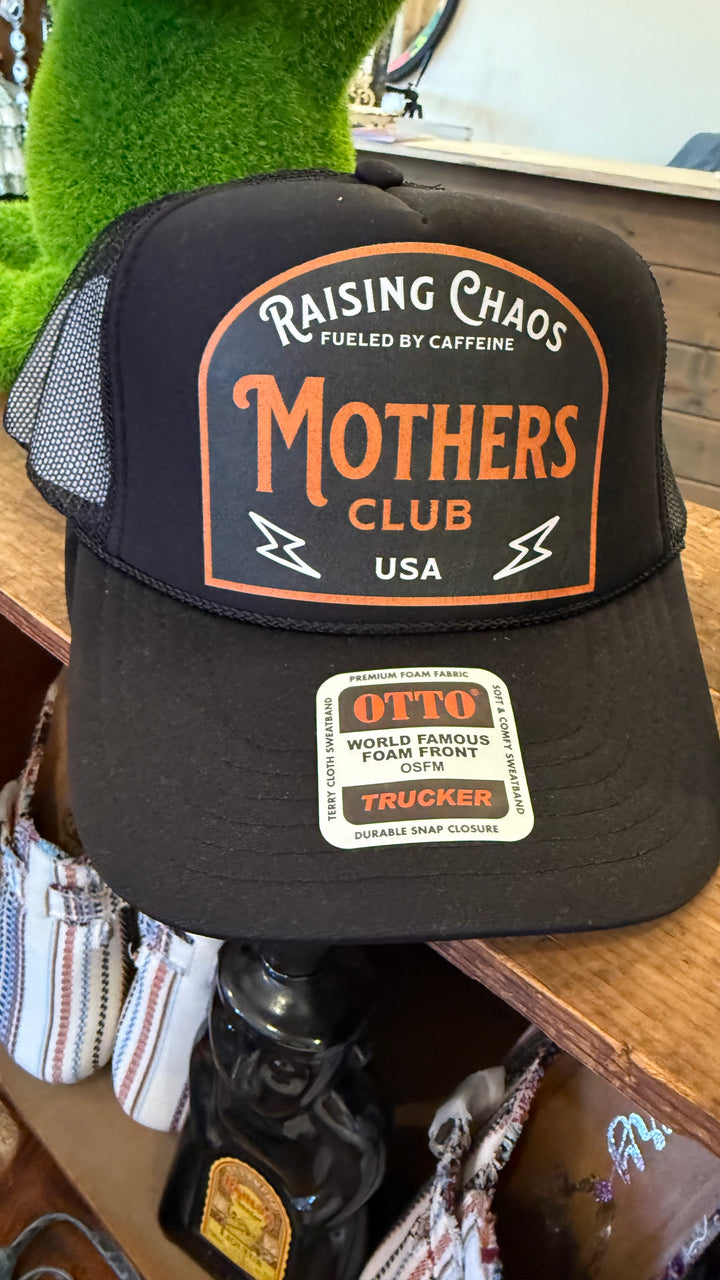 RAISING CHAOS
FUELED BY CAFFEINE
MOTHERS
CLUB
USA
PREMIUM FOAM FABRIC
TERRY CLOTH SWEATBAND
SOFT & COMFY SWEATBAND
OTTO®
WORLD FAMOUS
FOAM FRONT
OSFM
TRUCKER
DURABLE SNAP CLOSURE